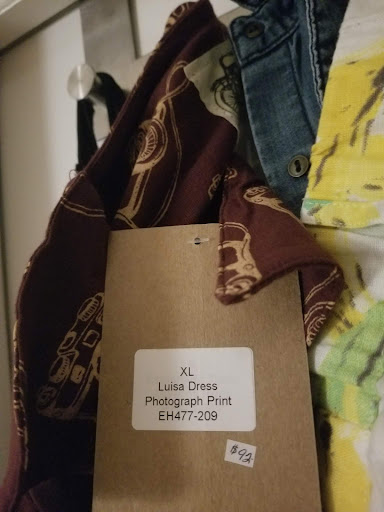 XL
Luisa Dress
Photograph Print
EH477-209
$92